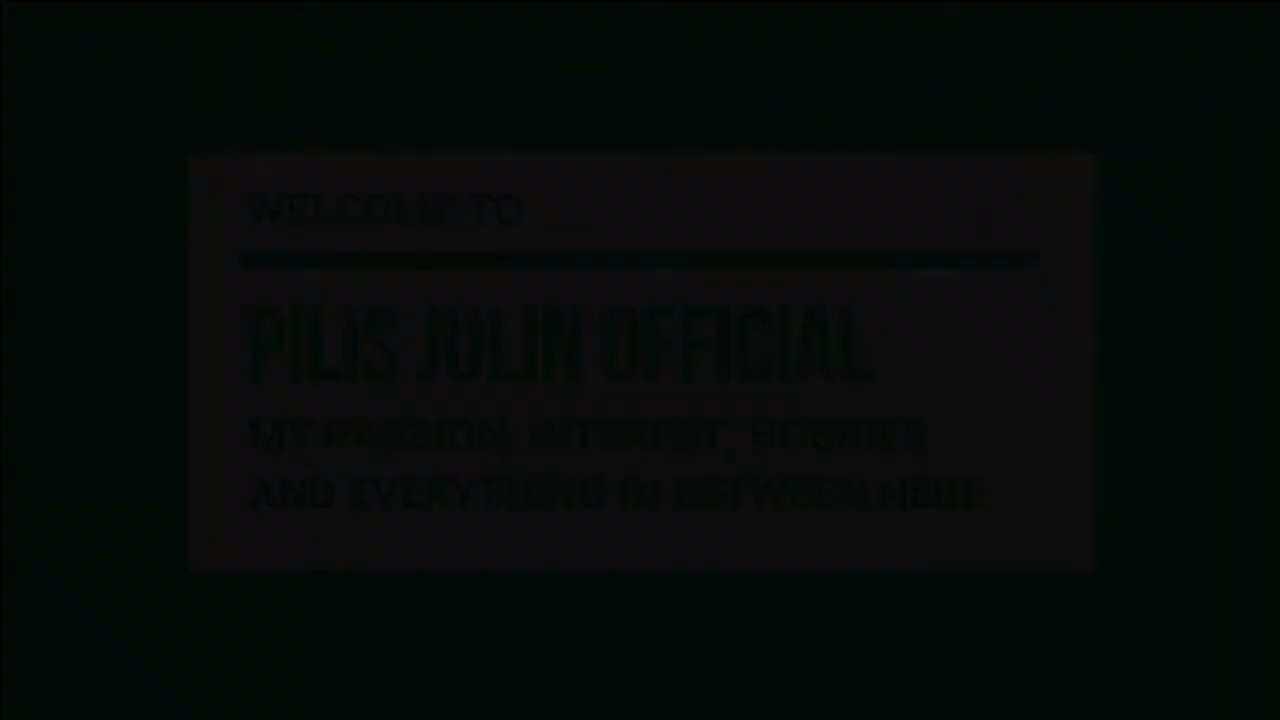 WELCOME TO
PILIS JULIN OFFICIAL
MY PASSION, INTEREST, HOBBIES
AND EVERYTHING IN BETWEEN HERE